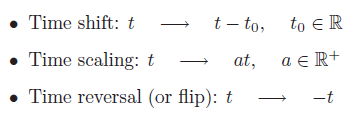 • Time shift: t ⟶ t − t₀, t₀ ∈ ℝ
• Time scaling: t ⟶ at, a ∈ ℝ⁺
• Time reversal (or flip): t ⟶ −t